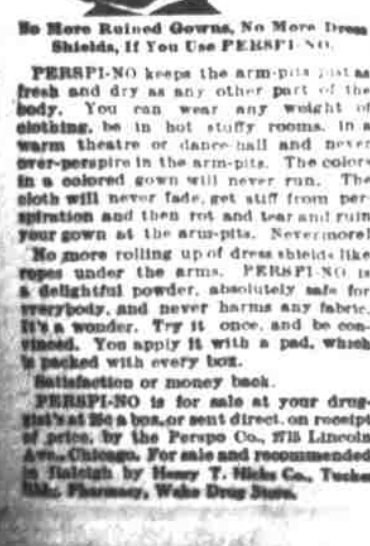 No More Ruined Gowns, No More Dress
Shields, If You Use PERSPI-NO.
PERSPI-NO keeps the arm-pits just as
fresh and dry as any other part of the
body. You can wear any weight of
clothing, be in hot stuffy rooms, in a
warm theatre or dance-hall and never
over-perspire in the arm-pits. The colors
in a colored gown will never run. The
cloth will never fade, get stiff from per-
spiration and then rot and tear and ruin
your gown at the arm-pits. Nevermore!
No more rolling up of dress shields like
ropes under the arms. PERSPI-NO is
a delightful powder, absolutely safe for
everybody, and never harms any fabric.
It's a wonder. Try it once, and be con-
vinced. You apply it with a pad, which
is packed with every box.
Satisfaction or money back.
PERSPI-NO is for sale at your drug-
gist's at a box, or sent direct, on receipt
of price, by the Perspo Co., Lincoln
Ave., Chicago. For sale and recommended
in Raleigh by Henry T. Hicks Co., Tucker
Bldg. Pharmacy, Wake Drug Store.